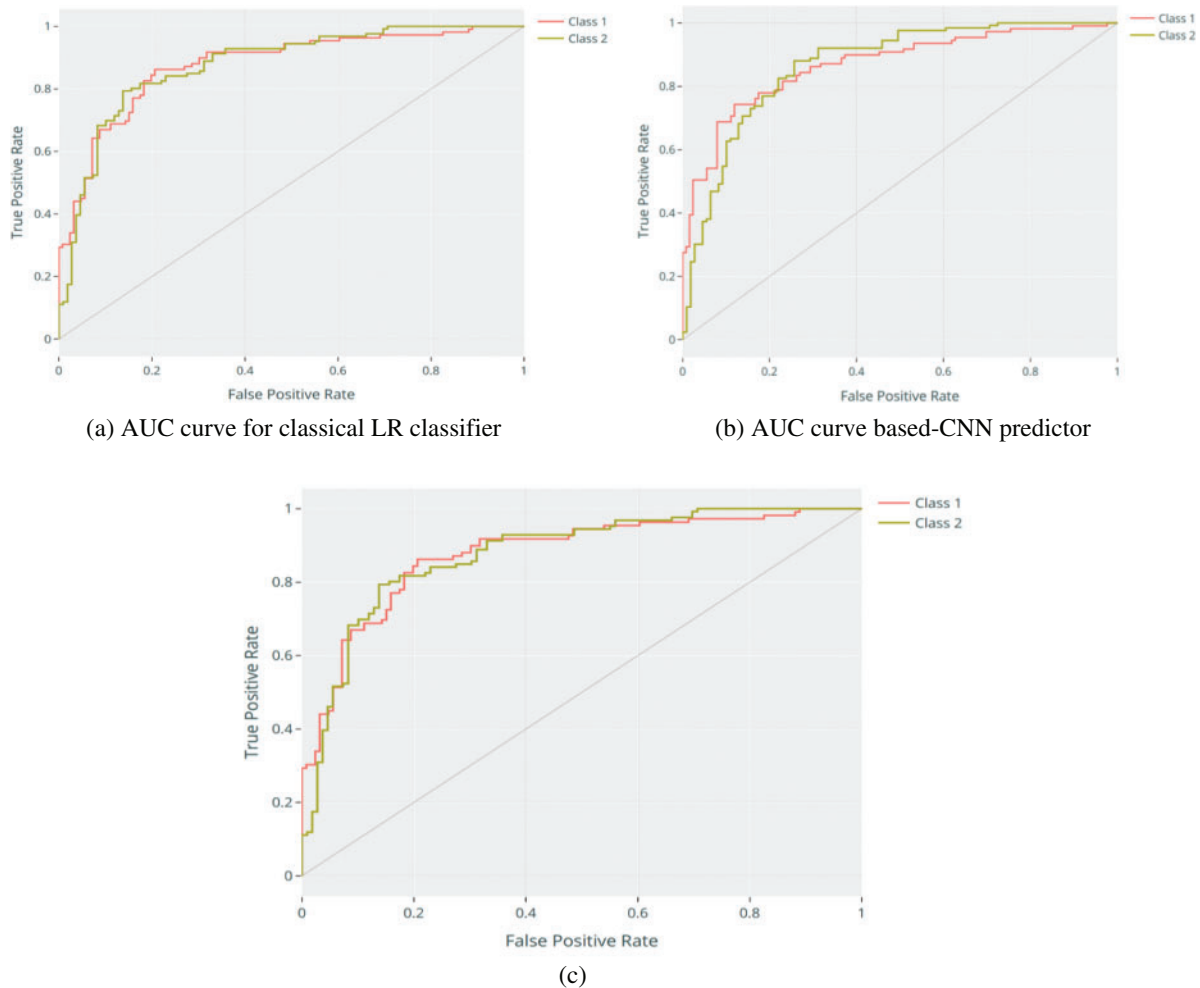 Class 1
Class 2
1
0.8
0.6
0.4
0.2
0
True Positive Rate
0 0.2 0.4 0.6 0.8 1
False Positive Rate
(a) AUC curve for classical LR classifier
Class 1
Class 2
1
0.8
0.6
0.4
0.2
0
True Positive Rate
0 0.2 0.4 0.6 0.8 1
False Positive Rate
(b) AUC curve based-CNN predictor
Class 1
Class 2
1
0.8
0.6
0.4
0.2
0
True Positive Rate
0 0.2 0.4 0.6 0.8 1
False Positive Rate
(c)